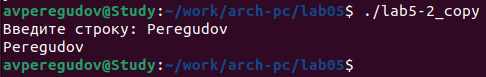 avperegudov@Study:~/work/arch-pc/lab05$ ./lab5-2_copy
Введите строку: Peregudov
Peregudov
avperegudov@Study:~/work/arch-pc/lab05$